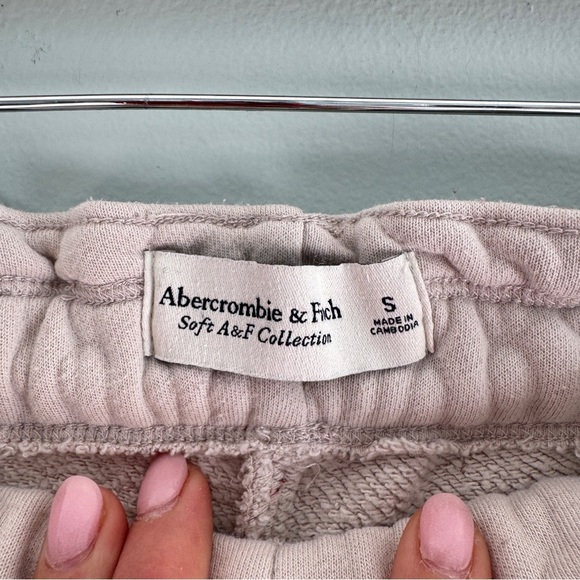 Abercrombie & Fitch
Soft A&F Collection
S
MADE IN
CAMBODIA